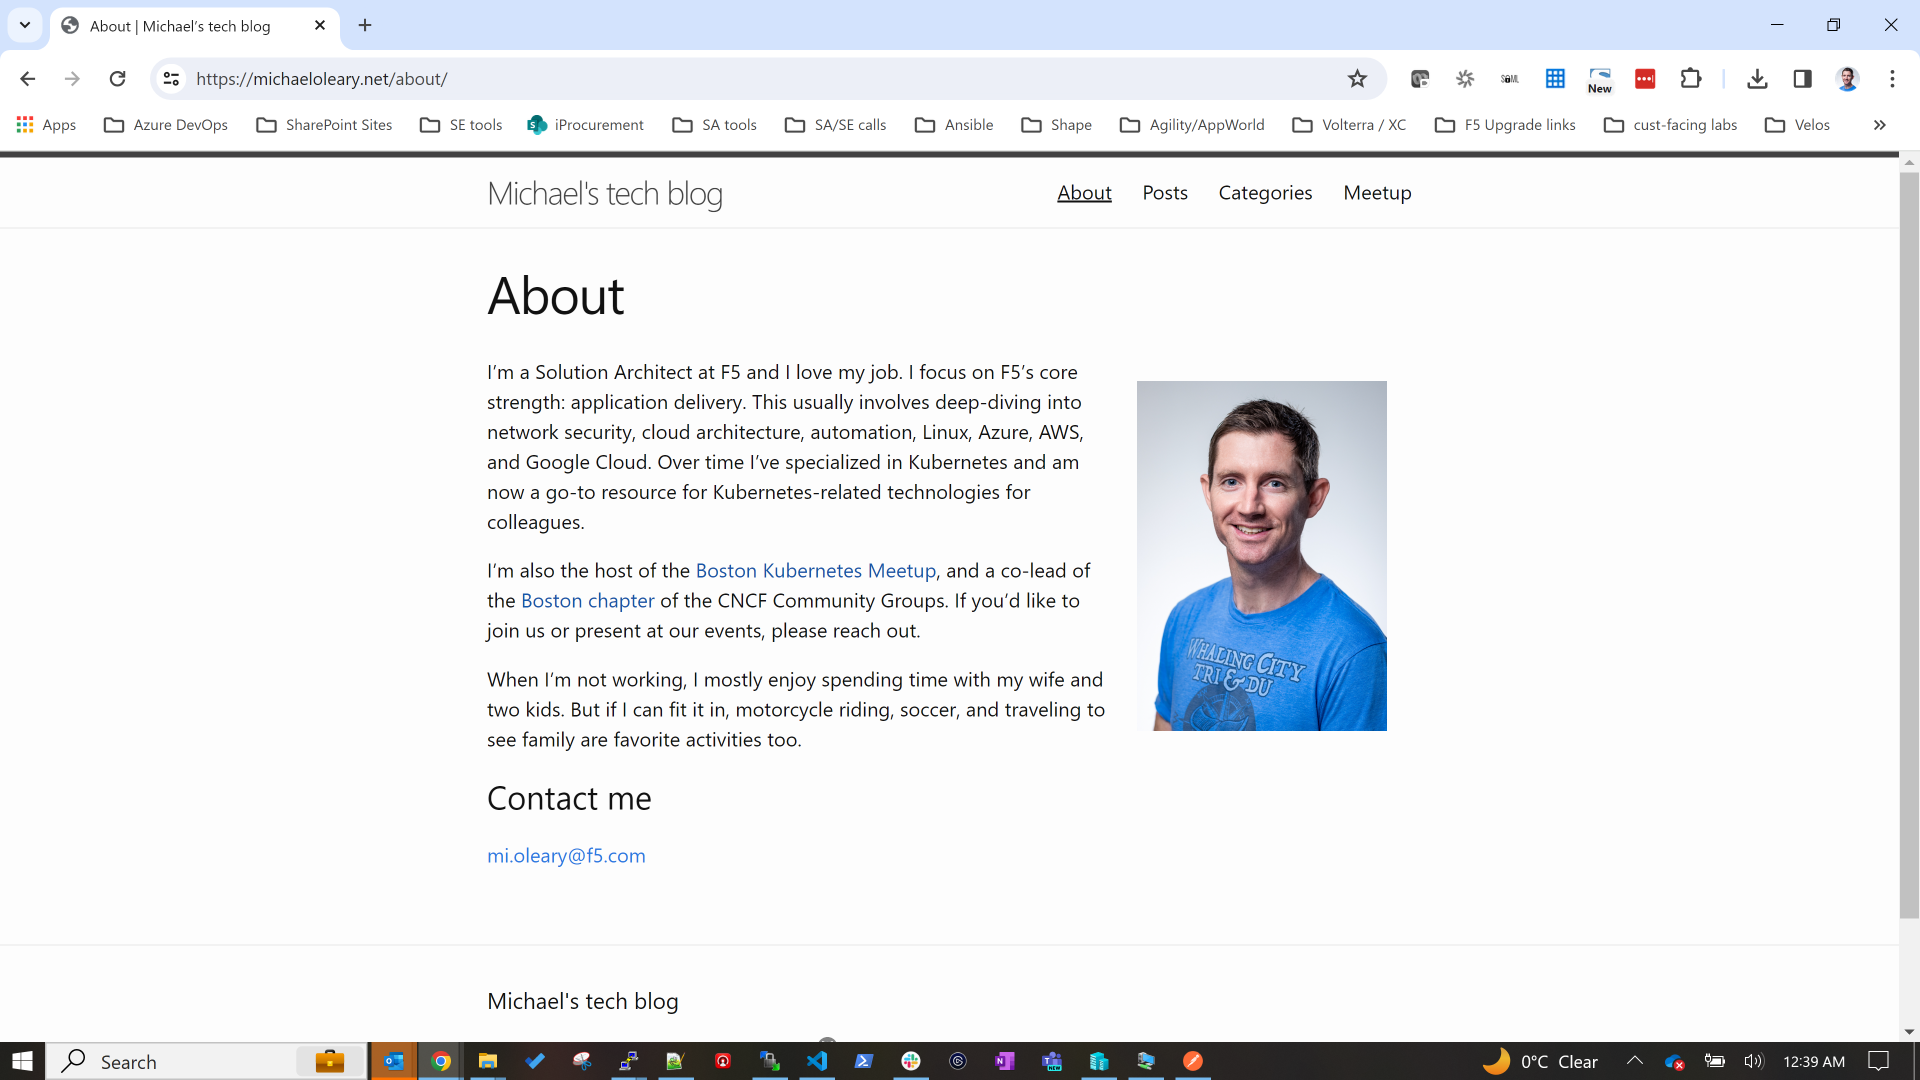 About | Michael's tech blog
https://michaeloleary.net/about/
SAML
New
Apps
Azure DevOps
SharePoint Sites
SE tools
iProcurement
SA tools
SA/SE calls
Ansible
Shape
Agility/AppWorld
Volterra / XC
F5 Upgrade links
cust-facing labs
Velos
Michael's tech blog
About
Posts
Categories
Meetup
About
I’m a Solution Architect at F5 and I love my job. I focus on F5’s core
strength: application delivery. This usually involves deep-diving into
network security, cloud architecture, automation, Linux, Azure, AWS,
and Google Cloud. Over time I’ve specialized in Kubernetes and am
now a go-to resource for Kubernetes-related technologies for
colleagues.
I’m also the host of the Boston Kubernetes Meetup, and a co-lead of
the Boston chapter of the CNCF Community Groups. If you’d like to
join us or present at our events, please reach out.
When I’m not working, I mostly enjoy spending time with my wife and
two kids. But if I can fit it in, motorcycle riding, soccer, and traveling to
see family are favorite activities too.
WHALING CITY
TRI & DU
Contact me
mi.oleary@f5.com
Michael's tech blog
Search
0°C Clear
12:39 AM